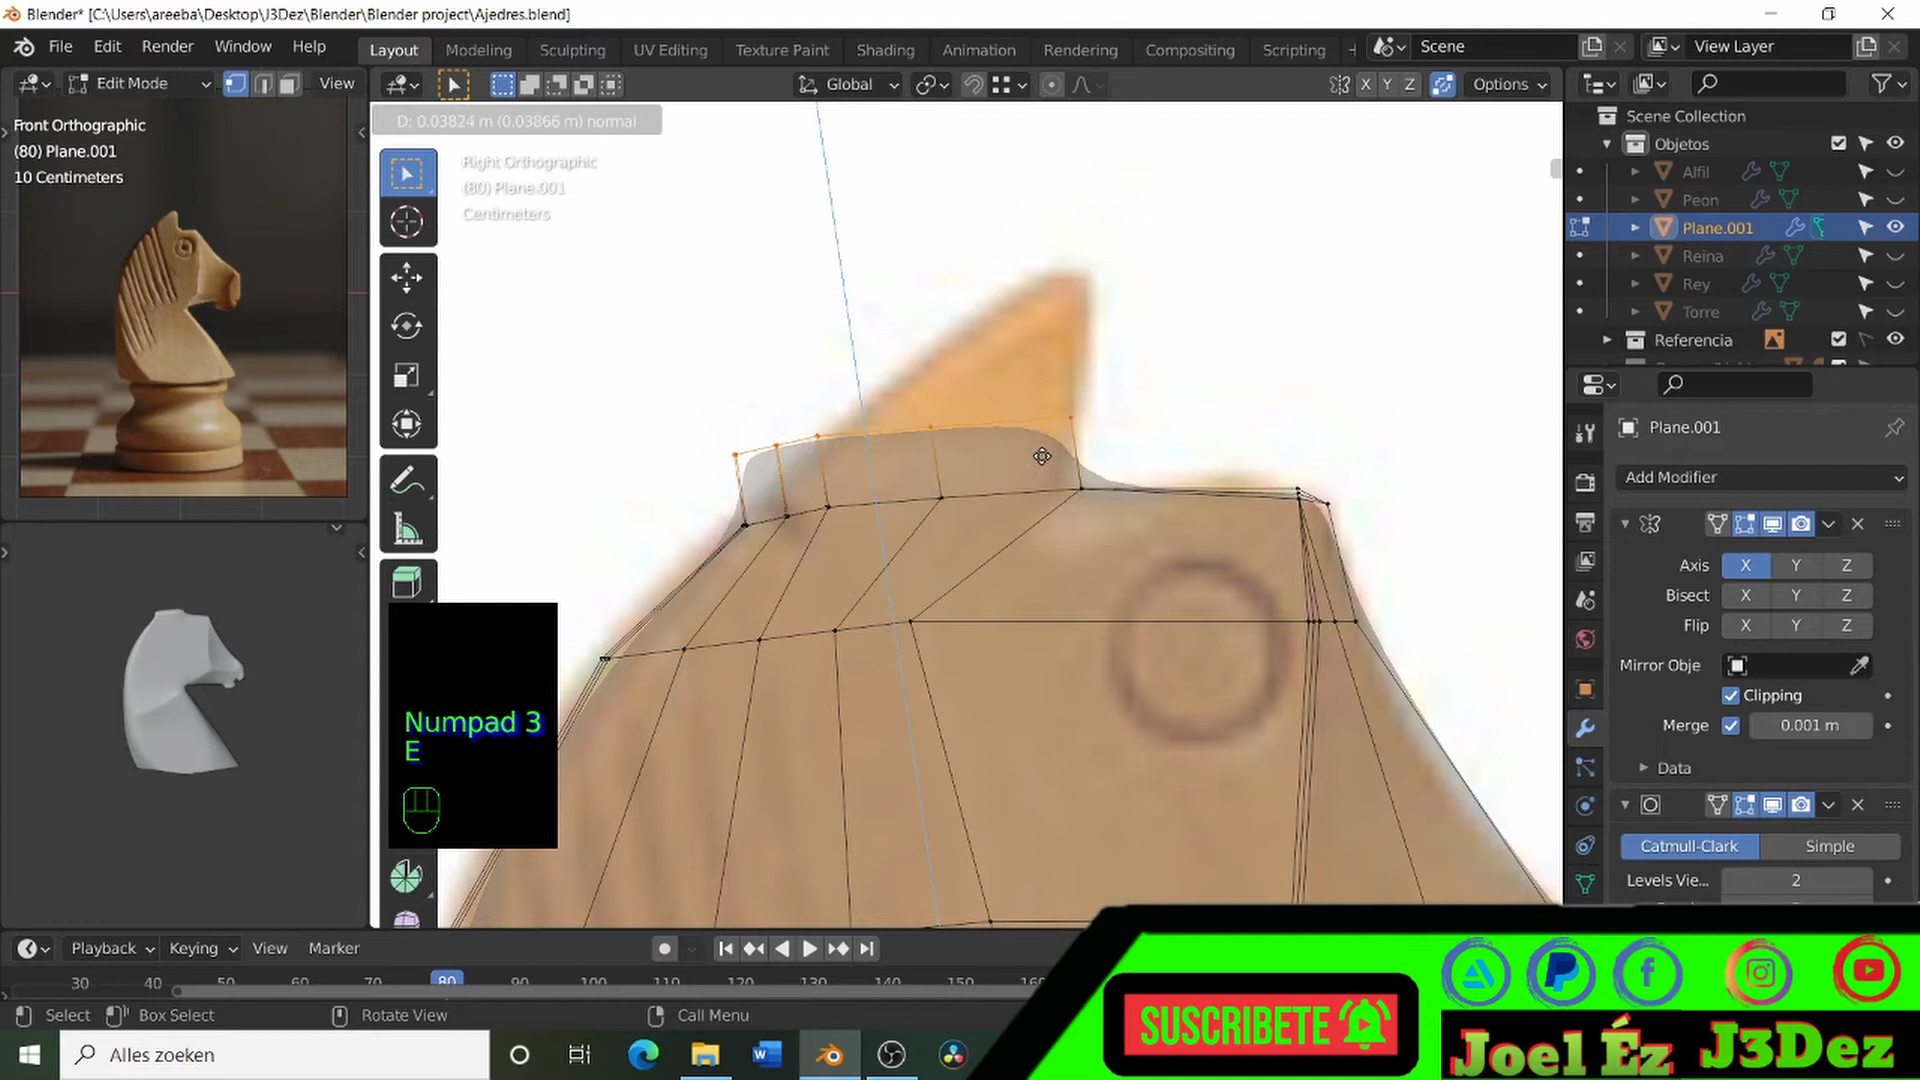 Blender* [C:\Users\areeba\Desktop\J3Dez\Blender\Blender project\Ajedres.blend]
File Edit Render Window Help
Layout Modeling Sculpting UV Editing Texture Paint Shading Animation Rendering Compositing Scripting
Scene
View Layer
Edit Mode
View
Global
X Y Z
Options
Front Orthographic
(80) Plane.001
10 Centimeters
D: 0.03824 m (0.03866 m) normal
Right Orthographic
(80) Plane.001
Centimeters
Scene Collection
Objetos
Alfil
Peon
Plane.001
Reina
Rey
Torre
Referencia
Plane.001
Add Modifier
Axis X Y Z
Bisect X Y Z
Flip X Y Z
Mirror Obje
Clipping
Merge 0.001 m
Data
Catmull-Clark Simple
Levels Vie... 2
Numpad 3
E
Playback Keying View Marker
30 40 50 60 70 80 90 100 110 120 130 140 150
Select Box Select Rotate View Call Menu
Alles zoeken
SUSCRIBETE
Joel Éz J3Dez